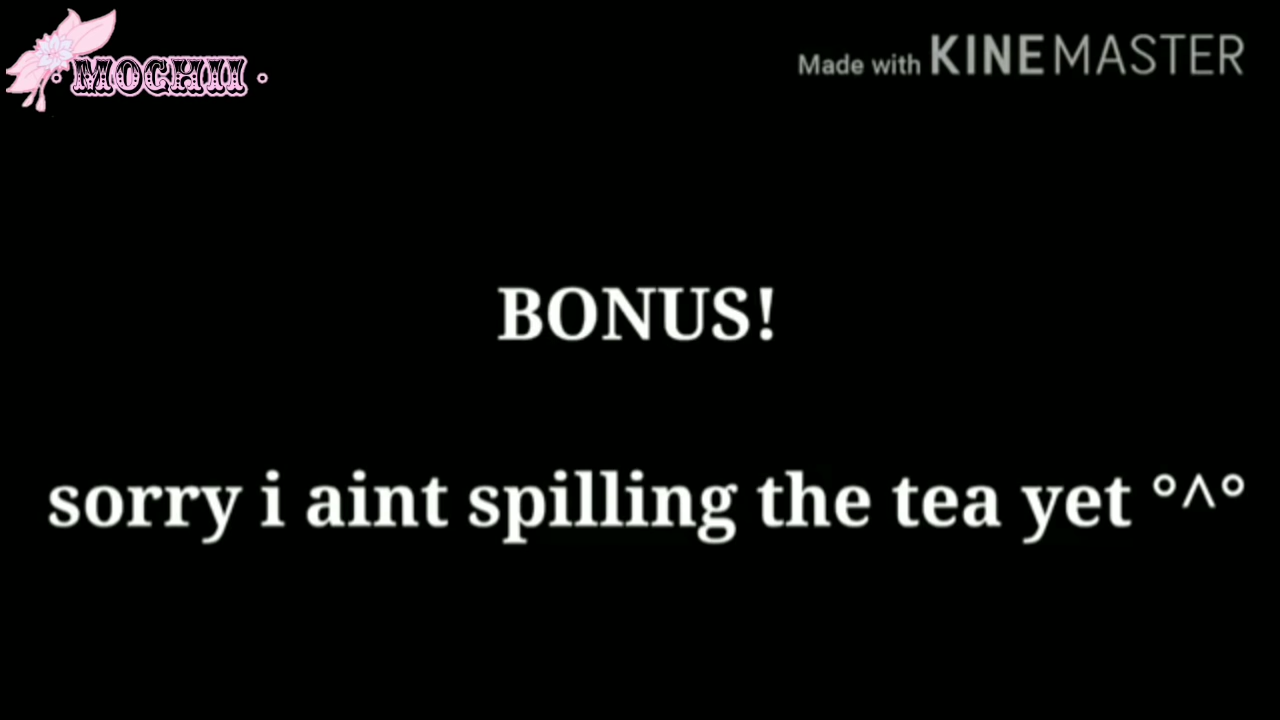 · MOCHII ·
Made with KINEMASTER
BONUS!
sorry i aint spilling the tea yet °^°